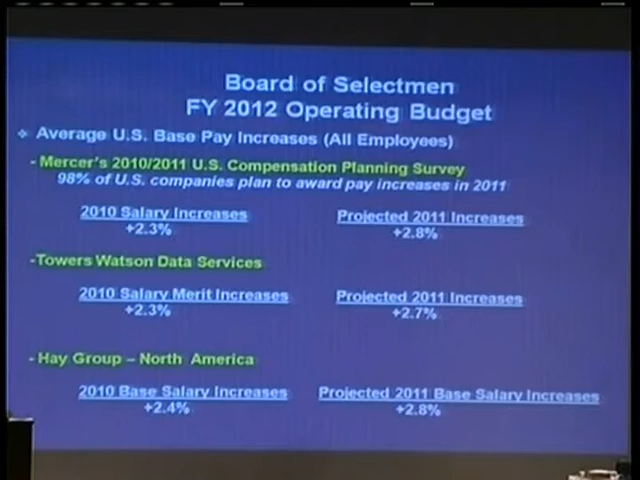 Board of Selectmen
FY 2012 Operating Budget
❖ Average U.S. Base Pay Increases (All Employees)
- Mercer's 2010/2011 U.S. Compensation Planning Survey
98% of U.S. companies plan to award pay increases in 2011
2010 Salary Increases Projected 2011 Increases
+2.3% +2.8%
-Towers Watson Data Services
2010 Salary Merit Increases Projected 2011 Increases
+2.3% +2.7%
- Hay Group – North America
2010 Base Salary Increases Projected 2011 Base Salary Increases
+2.4% +2.8%